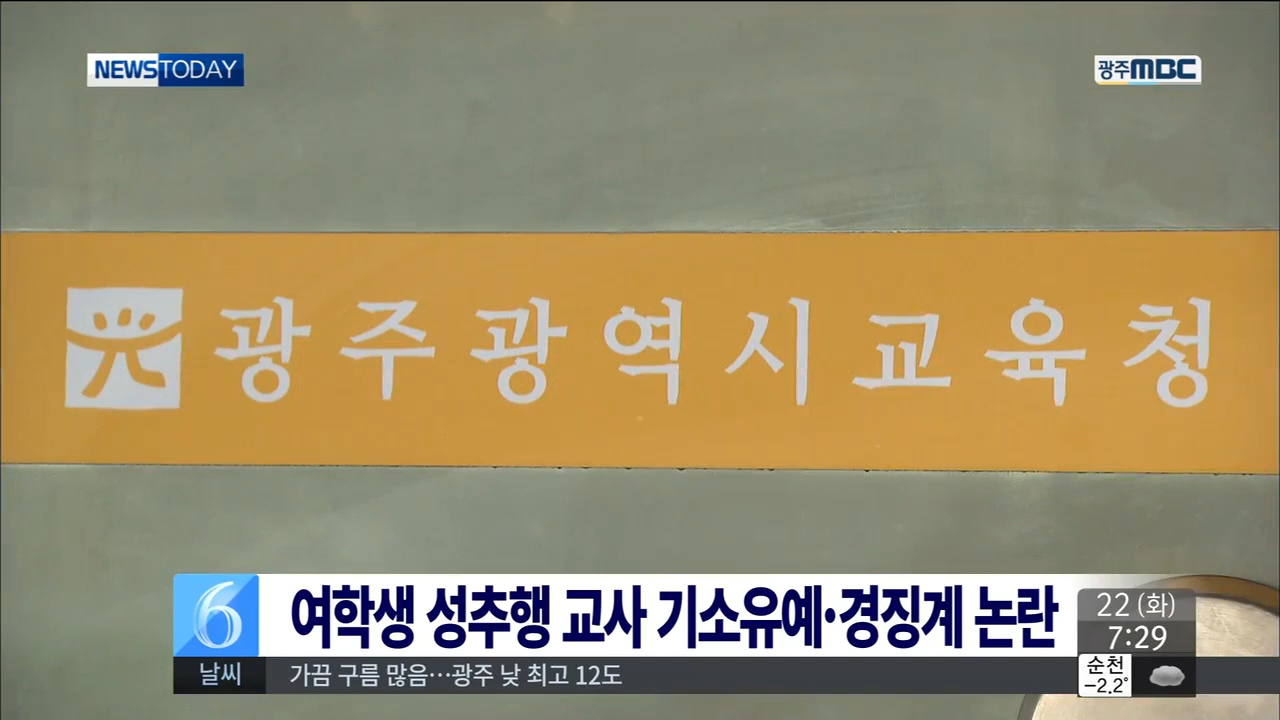 NEWSTODAY
광주MBC
광주광역시교육청
6 여학생 성추행 교사 기소유예·경징계 논란
22 (화)
7:29
날씨 가끔 구름 많음…광주 낮 최고 12도
순천
-2.2°